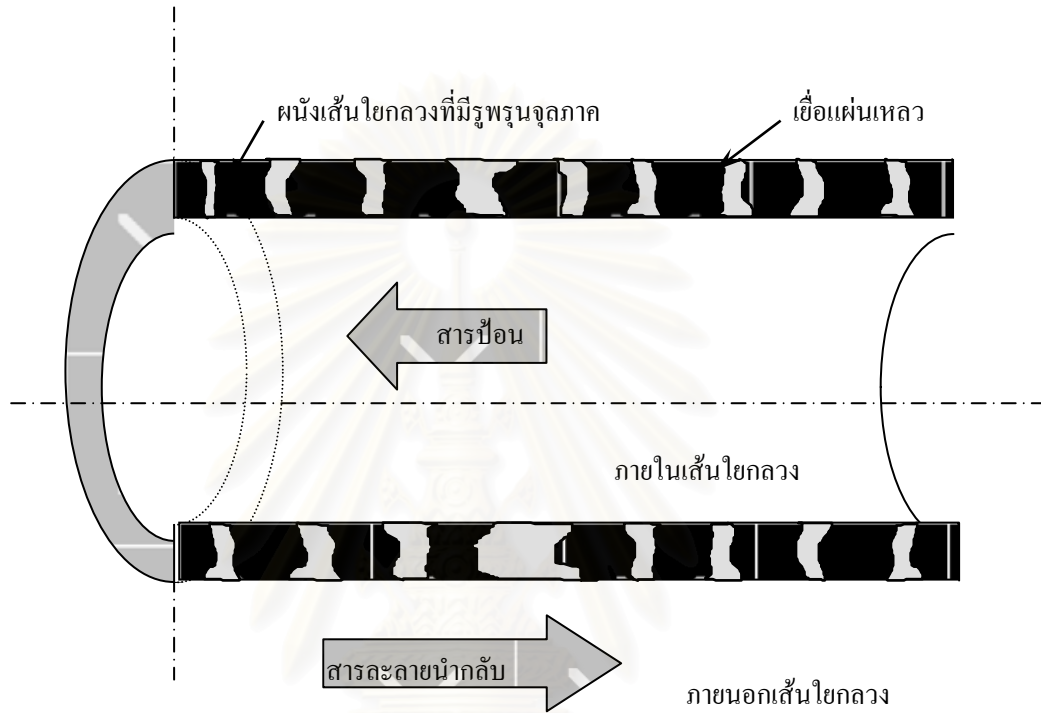 ผนังเส้นใยกลวงที่มีรูพรุนจุลภาค
เยื่อแผ่นเหลว
สารป้อน
ภายในเส้นใยกลวง
สารละลายนำกลับ
ภายนอกเส้นใยกลวง